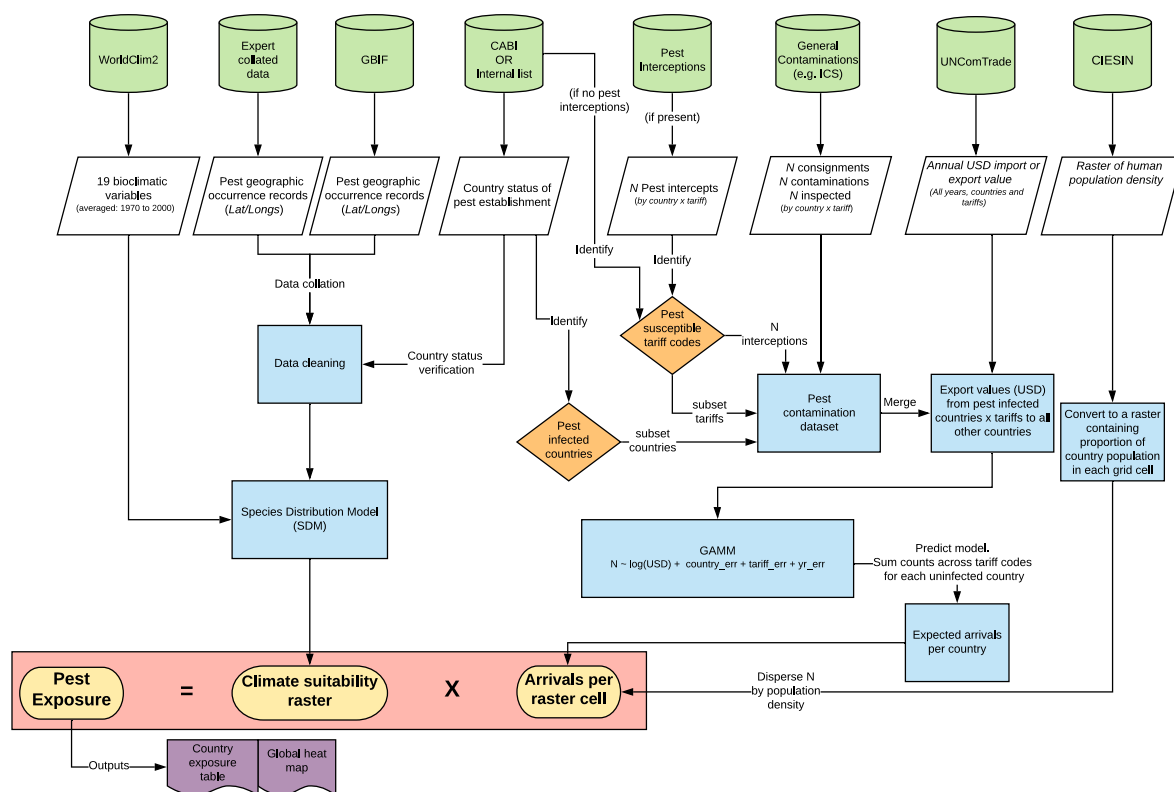 WorldClim2
Expert
collated
data
GBIF
CABI
OR
Internal list
Pest
Interceptions
General
Contaminations
(e.g. ICS)
UNComTrade
CIESIN
(if no pest
interceptions)
(if present)
19 bioclimatic
variables
(averaged: 1970 to 2000)
Pest geographic
occurrence records
(Lat/Longs)
Pest geographic
occurrence records
(Lat/Longs)
Country status of
pest establishment
N Pest intercepts
(by country x tariff)
N consignments
N contaminations
N inspected
(by country x tariff)
Annual USD import or
export value
(All years, countries and
tariffs)
Raster of human
population density
Identify
Identify
Data collation
Identify
Pest
susceptible
tariff codes
N
interceptions
Data cleaning
Country status
verification
subset
tariffs
Pest
contamination
dataset
Merge
Export values (USD)
from pest infected
countries x tariffs to all
other countries
Convert to a raster
containing
proportion of
country population
in each grid cell
Pest
infected
countries
subset
countries
Species Distribution Model
(SDM)
GAMM
N ~ log(USD) + country_err + tariff_err + yr_err
Predict model.
Sum counts across tariff codes
for each uninfected country
Expected arrivals
per country
Pest
Exposure
=
Climate suitability
raster
X
Arrivals per
raster cell
Disperse N
by population
density
Outputs
Country
exposure
table
Global heat
map